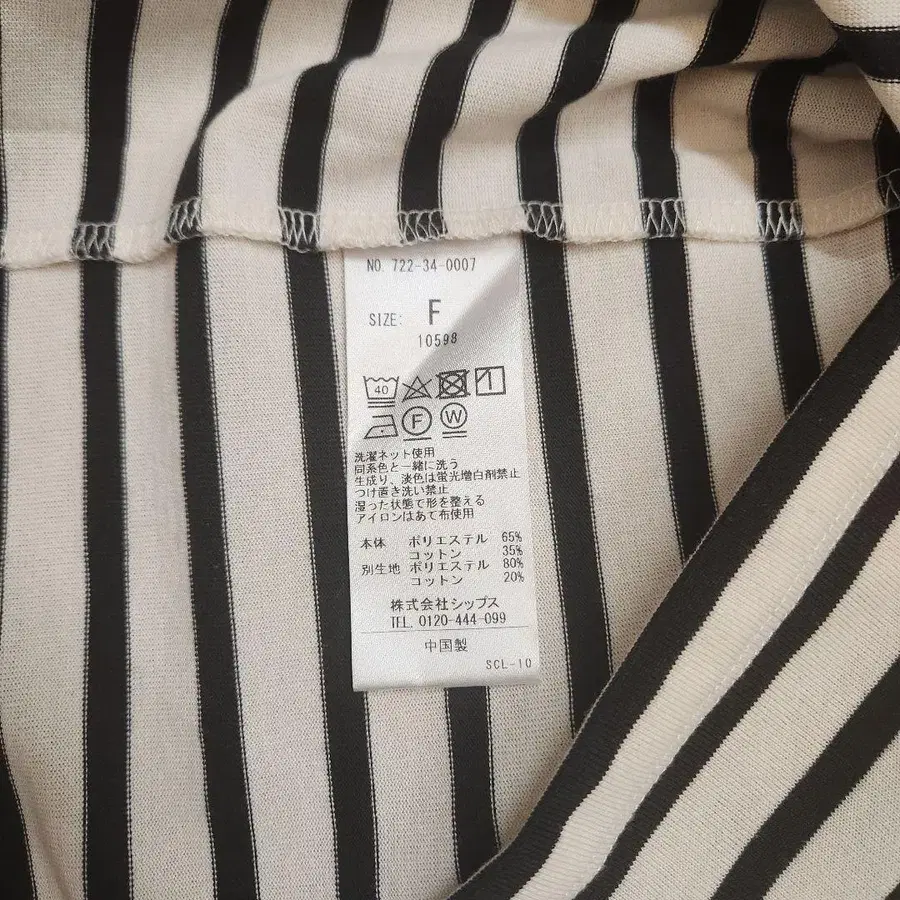 NO. 722-34-0007
SIZE: F
10598
40
F W
洗濯ネット使用
同系色と一緒に洗う
生成り、淡色は蛍光増白剤禁止
つけ置き洗い禁止
湿った状態で形を整える
アイロンはあて布使用
本体 ポリエステル 65%
コットン 35%
別生地 ポリエステル 80%
コットン 20%
株式会社シップス
TEL. 0120-444-099
中国製
SCL-10